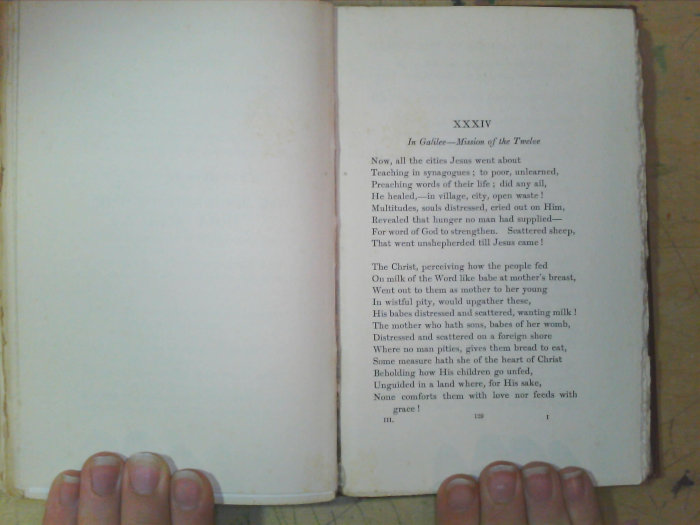 XXXIV
In Galilee—Mission of the Twelve
Now, all the cities Jesus went about
Teaching in synagogues; to poor, unlearned,
Preaching words of their life; did any ail,
He healed,—in village, city, open waste!
Multitudes, souls distressed, cried out on Him,
Revealed that hunger no man had supplied—
For word of God to strengthen. Scattered sheep,
That went unshepherded till Jesus came!
The Christ, perceiving how the people fed
On milk of the Word like babe at mother's breast,
Went out to them as mother to her young
In wistful pity, would upgather these,
His babes distressed and scattered, wanting milk!
The mother who hath sons, babes of her womb,
Distressed and scattered on a foreign shore
Where no man pities, gives them bread to eat,
Some measure hath she of the heart of Christ
Beholding how His children go unfed,
Unguided in a land where, for His sake,
None comforts them with love nor feeds with
grace!
III. 129 I